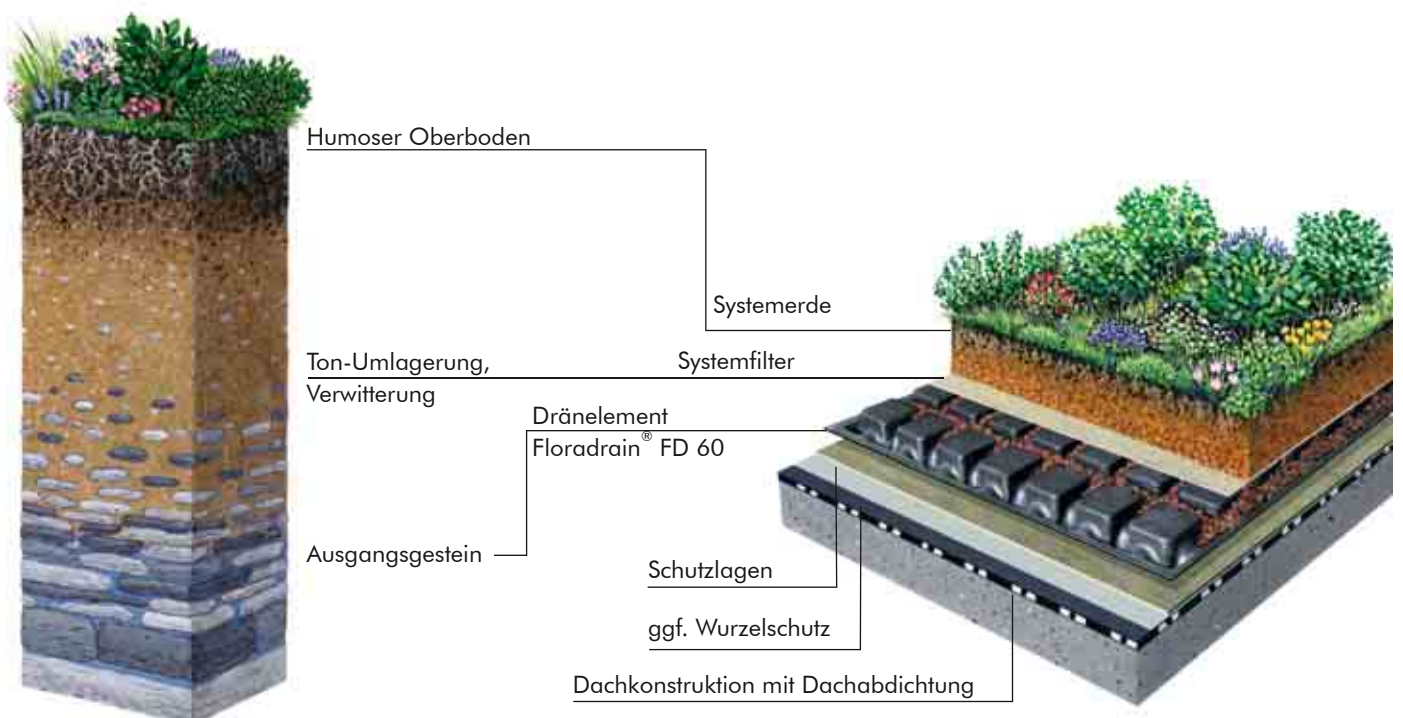 Humoser Oberboden
Systemerde
Ton-Umlagerung,
Verwitterung
Systemfilter
Dränelement
Floradrain® FD 60
Ausgangsgestein
Schutzlagen
ggf. Wurzelschutz
Dachkonstruktion mit Dachabdichtung